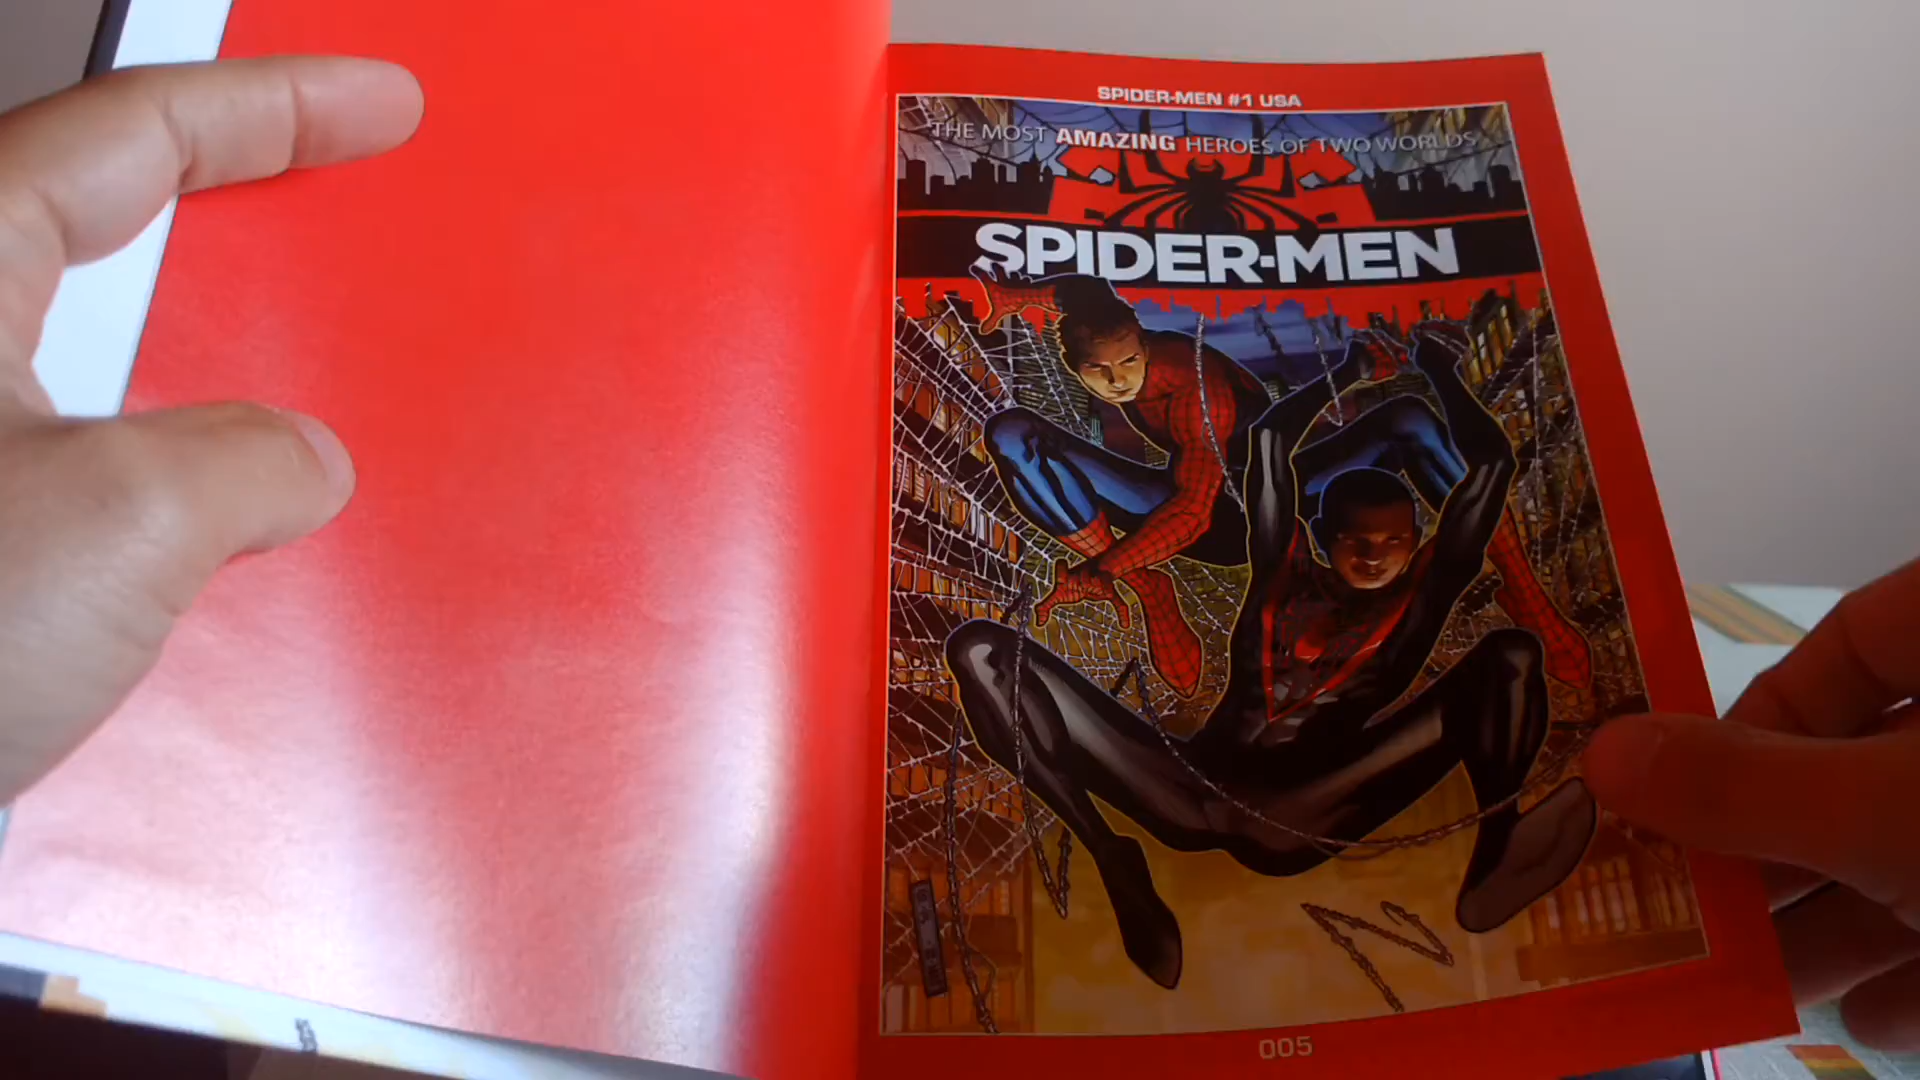 SPIDER-MEN #1 USA
THE MOST AMAZING HEROES OF TWO WORLDS
SPIDER-MEN
005